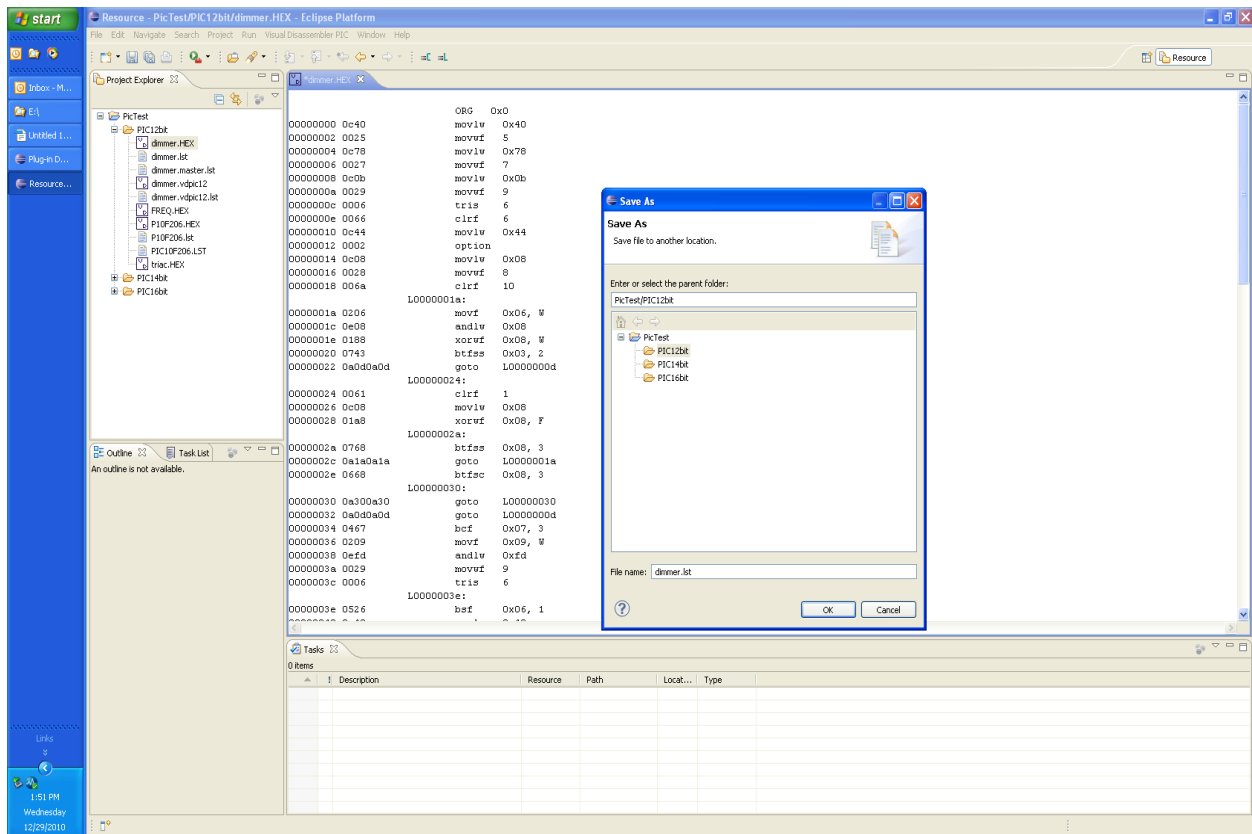 start
Resource - PicTest/PIC12bit/dimmer.HEX - Eclipse Platform
File Edit Navigate Search Project Run Visual Disassembler PIC Window Help
Resource
Inbox - M...
E:\
Untitled 1...
Plug-in D...
Resource...
Project Explorer
PicTest
PIC12bit
dimmer.HEX
dimmer.lst
dimmer.master.lst
dimmer.vdpic12
dimmer.vdpic12.lst
FREQ.HEX
P10F206.HEX
P10F206.lst
PIC10F206.LST
triac.HEX
PIC14bit
PIC16bit
Outline Task List
An outline is not available.
*dimmer.HEX
ORG 0x0
00000000 0c40 movlw 0x40
00000002 0025 movwf 5
00000004 0c78 movlw 0x78
00000006 0027 movwf 7
00000008 0c0b movlw 0x0b
0000000a 0029 movwf 9
0000000c 0006 tris 6
0000000e 0066 clrf 6
00000010 0c44 movlw 0x44
00000012 0002 option
00000014 0c08 movlw 0x08
00000016 0028 movwf 8
00000018 006a clrf 10
L0000001a:
0000001a 0206 movf 0x06, W
0000001c 0e08 andlw 0x08
0000001e 0188 xorwf 0x08, W
00000020 0743 btfss 0x03, 2
00000022 0a0d0a0d goto L0000000d
L00000024:
00000024 0061 clrf 1
00000026 0c08 movlw 0x08
00000028 01a8 xorwf 0x08, F
L0000002a:
0000002a 0768 btfss 0x08, 3
0000002c 0a1a0a1a goto L0000001a
0000002e 0668 btfsc 0x08, 3
L00000030:
00000030 0a300a30 goto L00000030
00000032 0a0d0a0d goto L0000000d
00000034 0467 bcf 0x07, 3
00000036 0209 movf 0x09, W
00000038 0efd andlw 0xfd
0000003a 0029 movwf 9
0000003c 0006 tris 6
L0000003e:
0000003e 0526 bsf 0x06, 1
Save As
Save As
Save file to another location.
Enter or select the parent folder:
PicTest/PIC12bit
PicTest
PIC12bit
PIC14bit
PIC16bit
File name: dimmer.lst
OK Cancel
Tasks
0 items
! Description Resource Path Locat... Type
Links
1:51 PM
Wednesday
12/29/2010